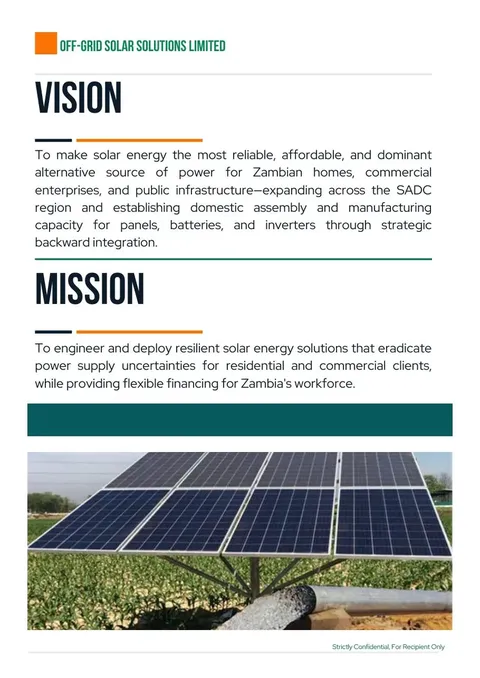 OFF-GRID SOLAR SOLUTIONS LIMITED
VISION
To make solar energy the most reliable, affordable, and dominant
alternative source of power for Zambian homes, commercial
enterprises, and public infrastructure—expanding across the SADC
region and establishing domestic assembly and manufacturing
capacity for panels, batteries, and inverters through strategic
backward integration.
MISSION
To engineer and deploy resilient solar energy solutions that eradicate
power supply uncertainties for residential and commercial clients,
while providing flexible financing for Zambia's workforce.
Strictly Confidential, For Recipient Only